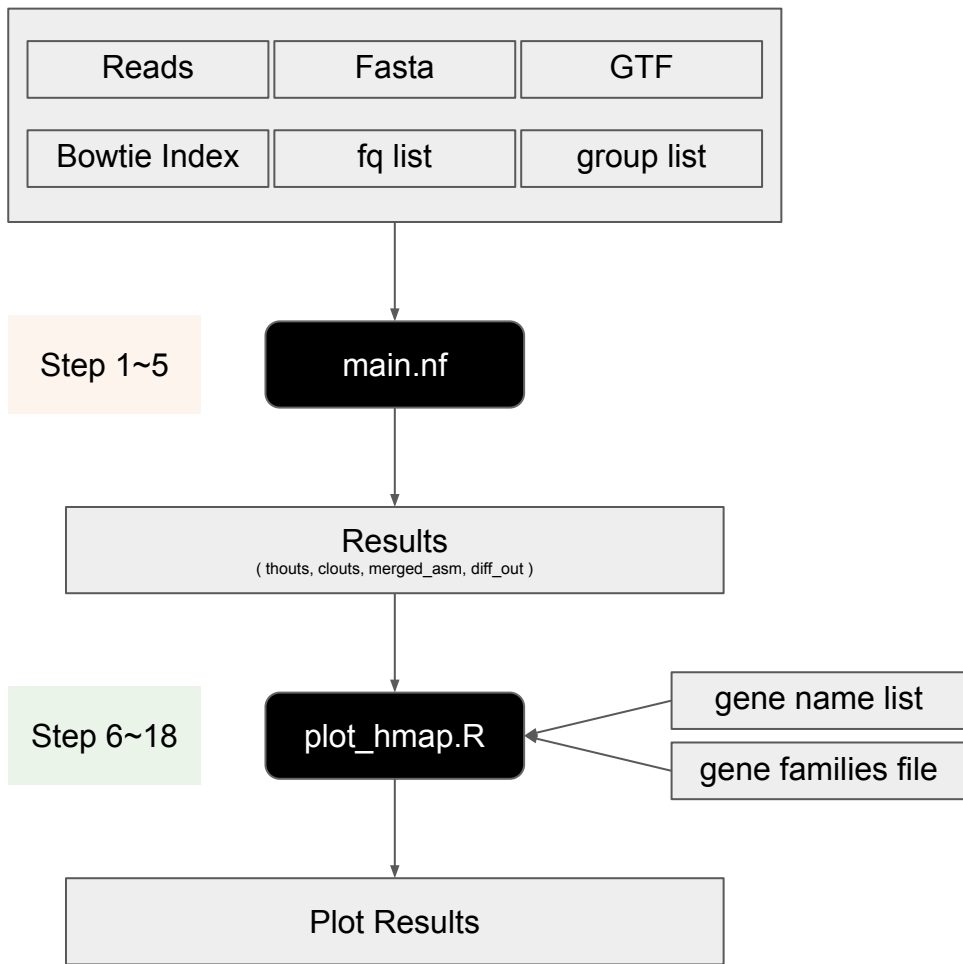 Reads
Fasta
GTF
Bowtie Index
fq list
group list
Step 1~5
main.nf
Results
( thouts, clouts, merged_asm, diff_out )
Step 6~18
plot_hmap.R
gene name list
gene families file
Plot Results